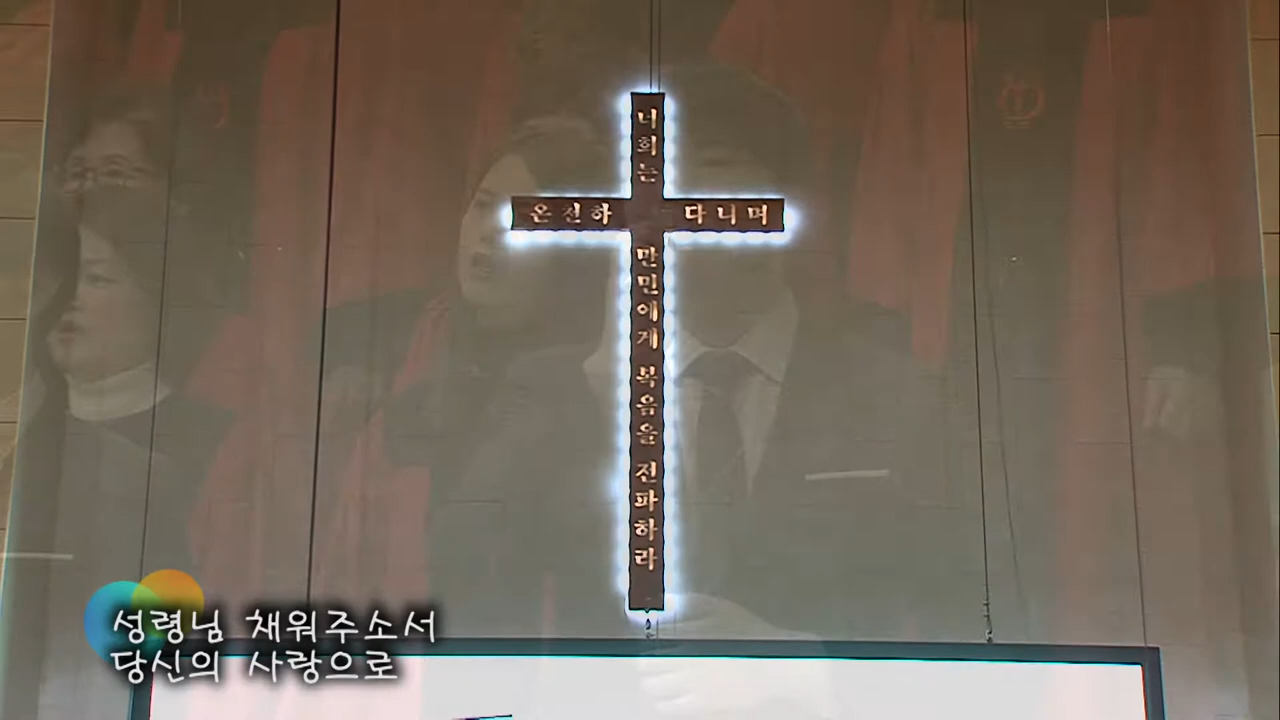 너희는
온천하 다니며
만민에게 복음을 전파하라
성령님 채워주소서
당신의 사랑으로